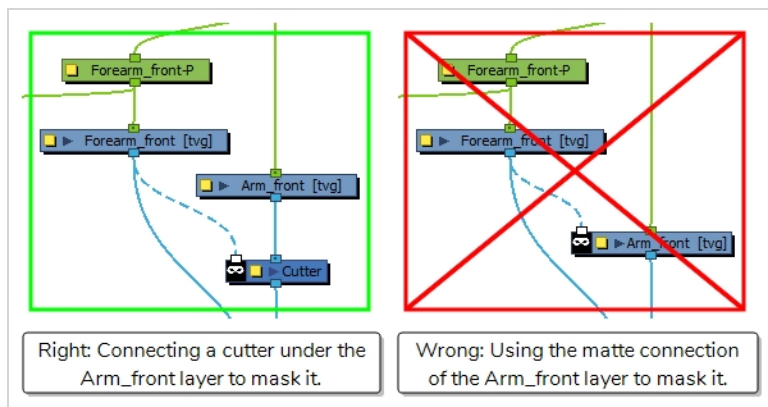 Forearm_front-P
Forearm_front [tvg]
Arm_front [tvg]
Cutter
Right: Connecting a cutter under the
Arm_front layer to mask it.
Forearm_front-P
Forearm_front [tvg]
Arm_front [tvg]
Wrong: Using the matte connection
of the Arm_front layer to mask it.